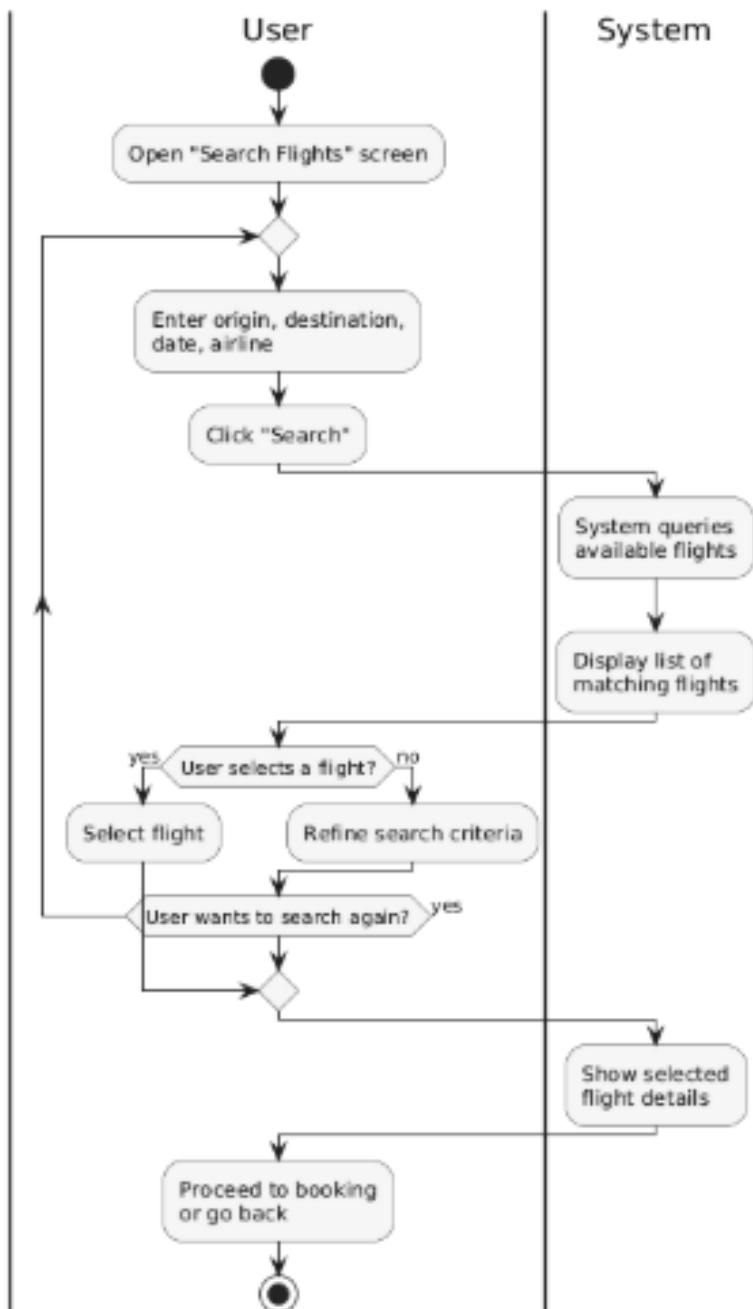 User
System
Open "Search Flights" screen
Enter origin, destination,
date, airline
Click "Search"
System queries
available flights
Display list of
matching flights
yes
User selects a flight?
no
Select flight
Refine search criteria
User wants to search again?
yes
Show selected
flight details
Proceed to booking
or go back